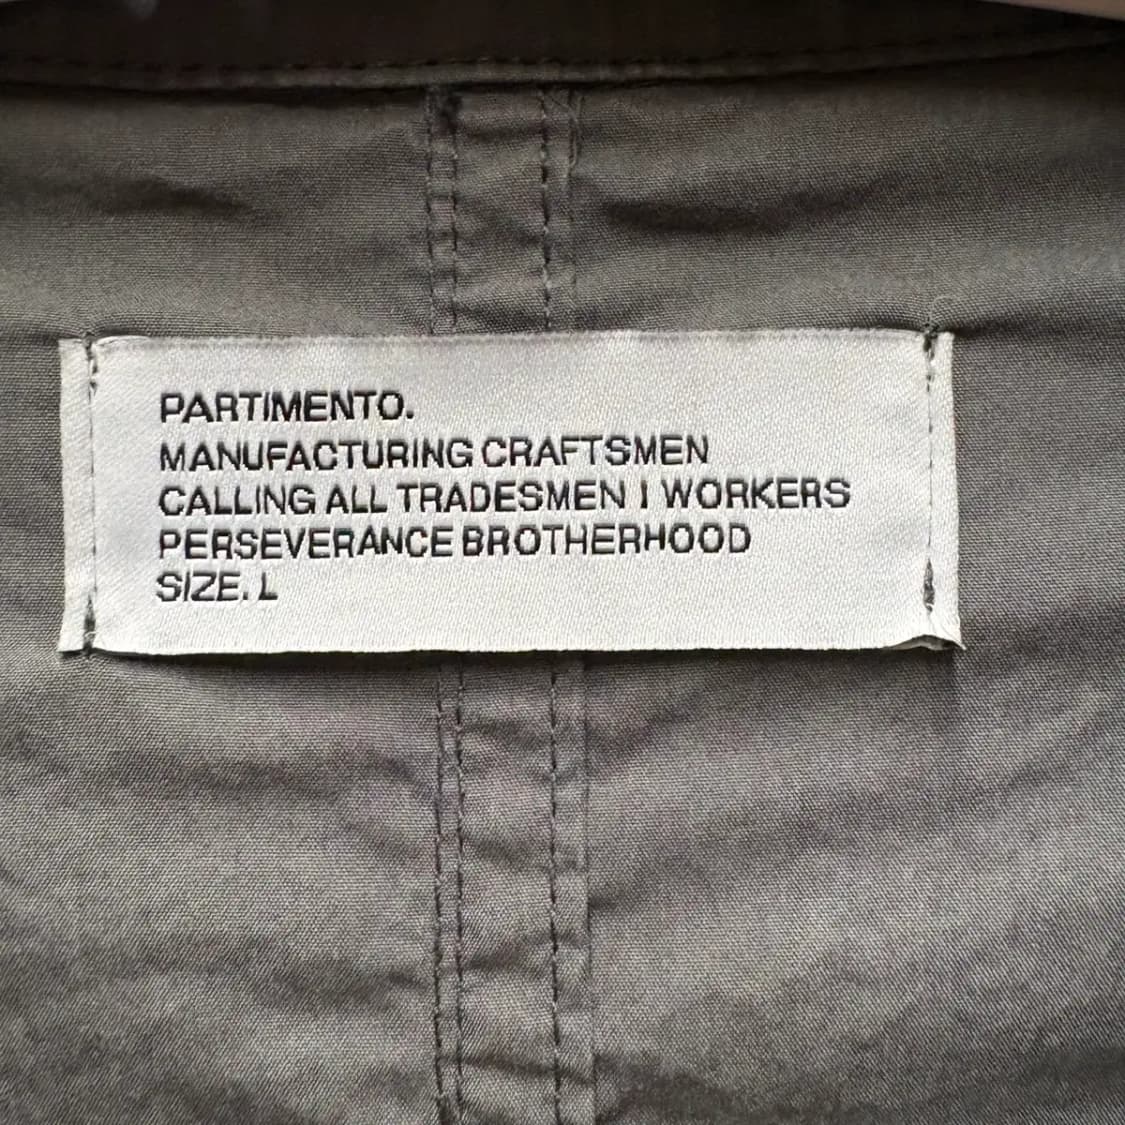 PARTIMENTO.
MANUFACTURING CRAFTSMEN
CALLING ALL TRADESMEN | WORKERS
PERSEVERANCE BROTHERHOOD
SIZE. L